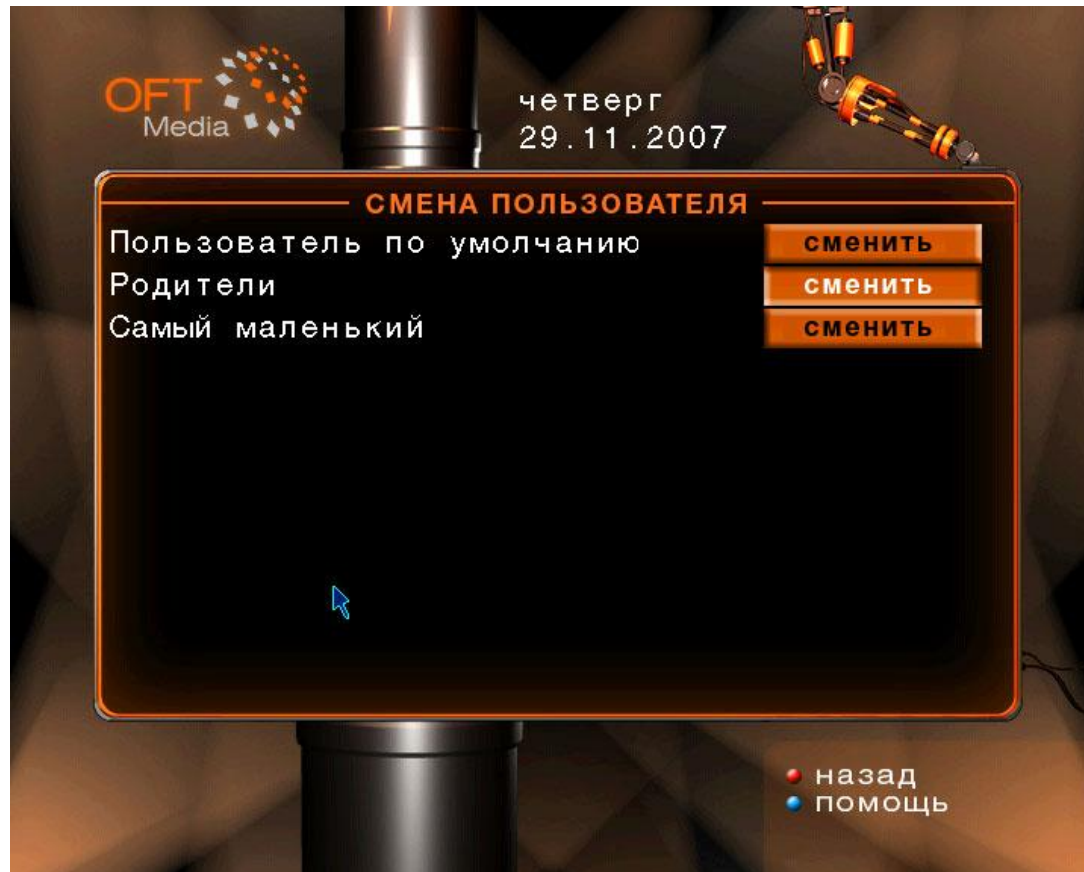 OFT
Media
четверг
29.11.2007
СМЕНА ПОЛЬЗОВАТЕЛЯ
Пользователь по умолчанию сменить
Родители сменить
Самый маленький сменить
назад
помощь